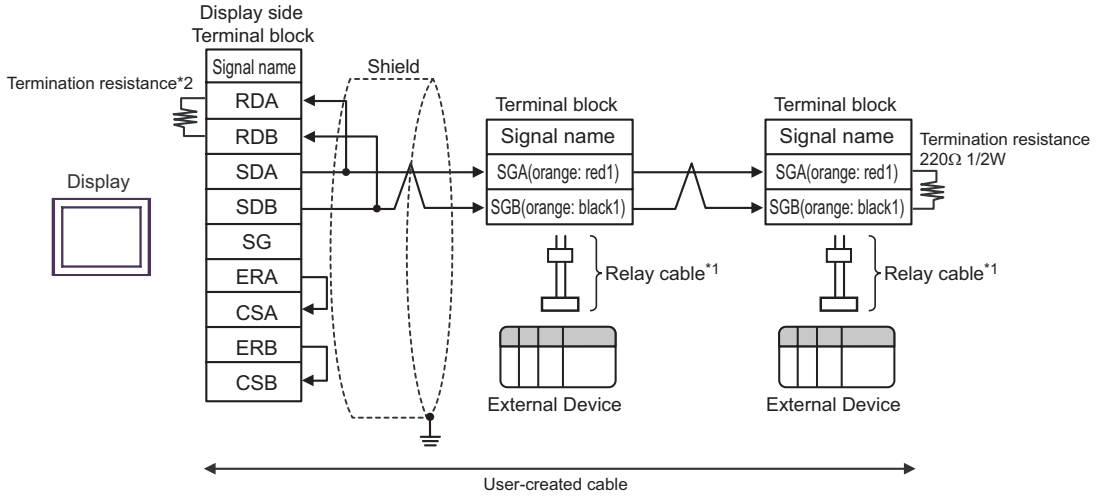 Display side
Terminal block
Signal name
Termination resistance*2
RDA
RDB
SDA
SDB
SG
ERA
CSA
ERB
CSB
Display
Shield
Terminal block
Signal name
SGA(orange: red1)
SGB(orange: black1)
Relay cable*1
External Device
Terminal block
Signal name
SGA(orange: red1)
SGB(orange: black1)
Termination resistance
220Ω 1/2W
Relay cable*1
External Device
User-created cable